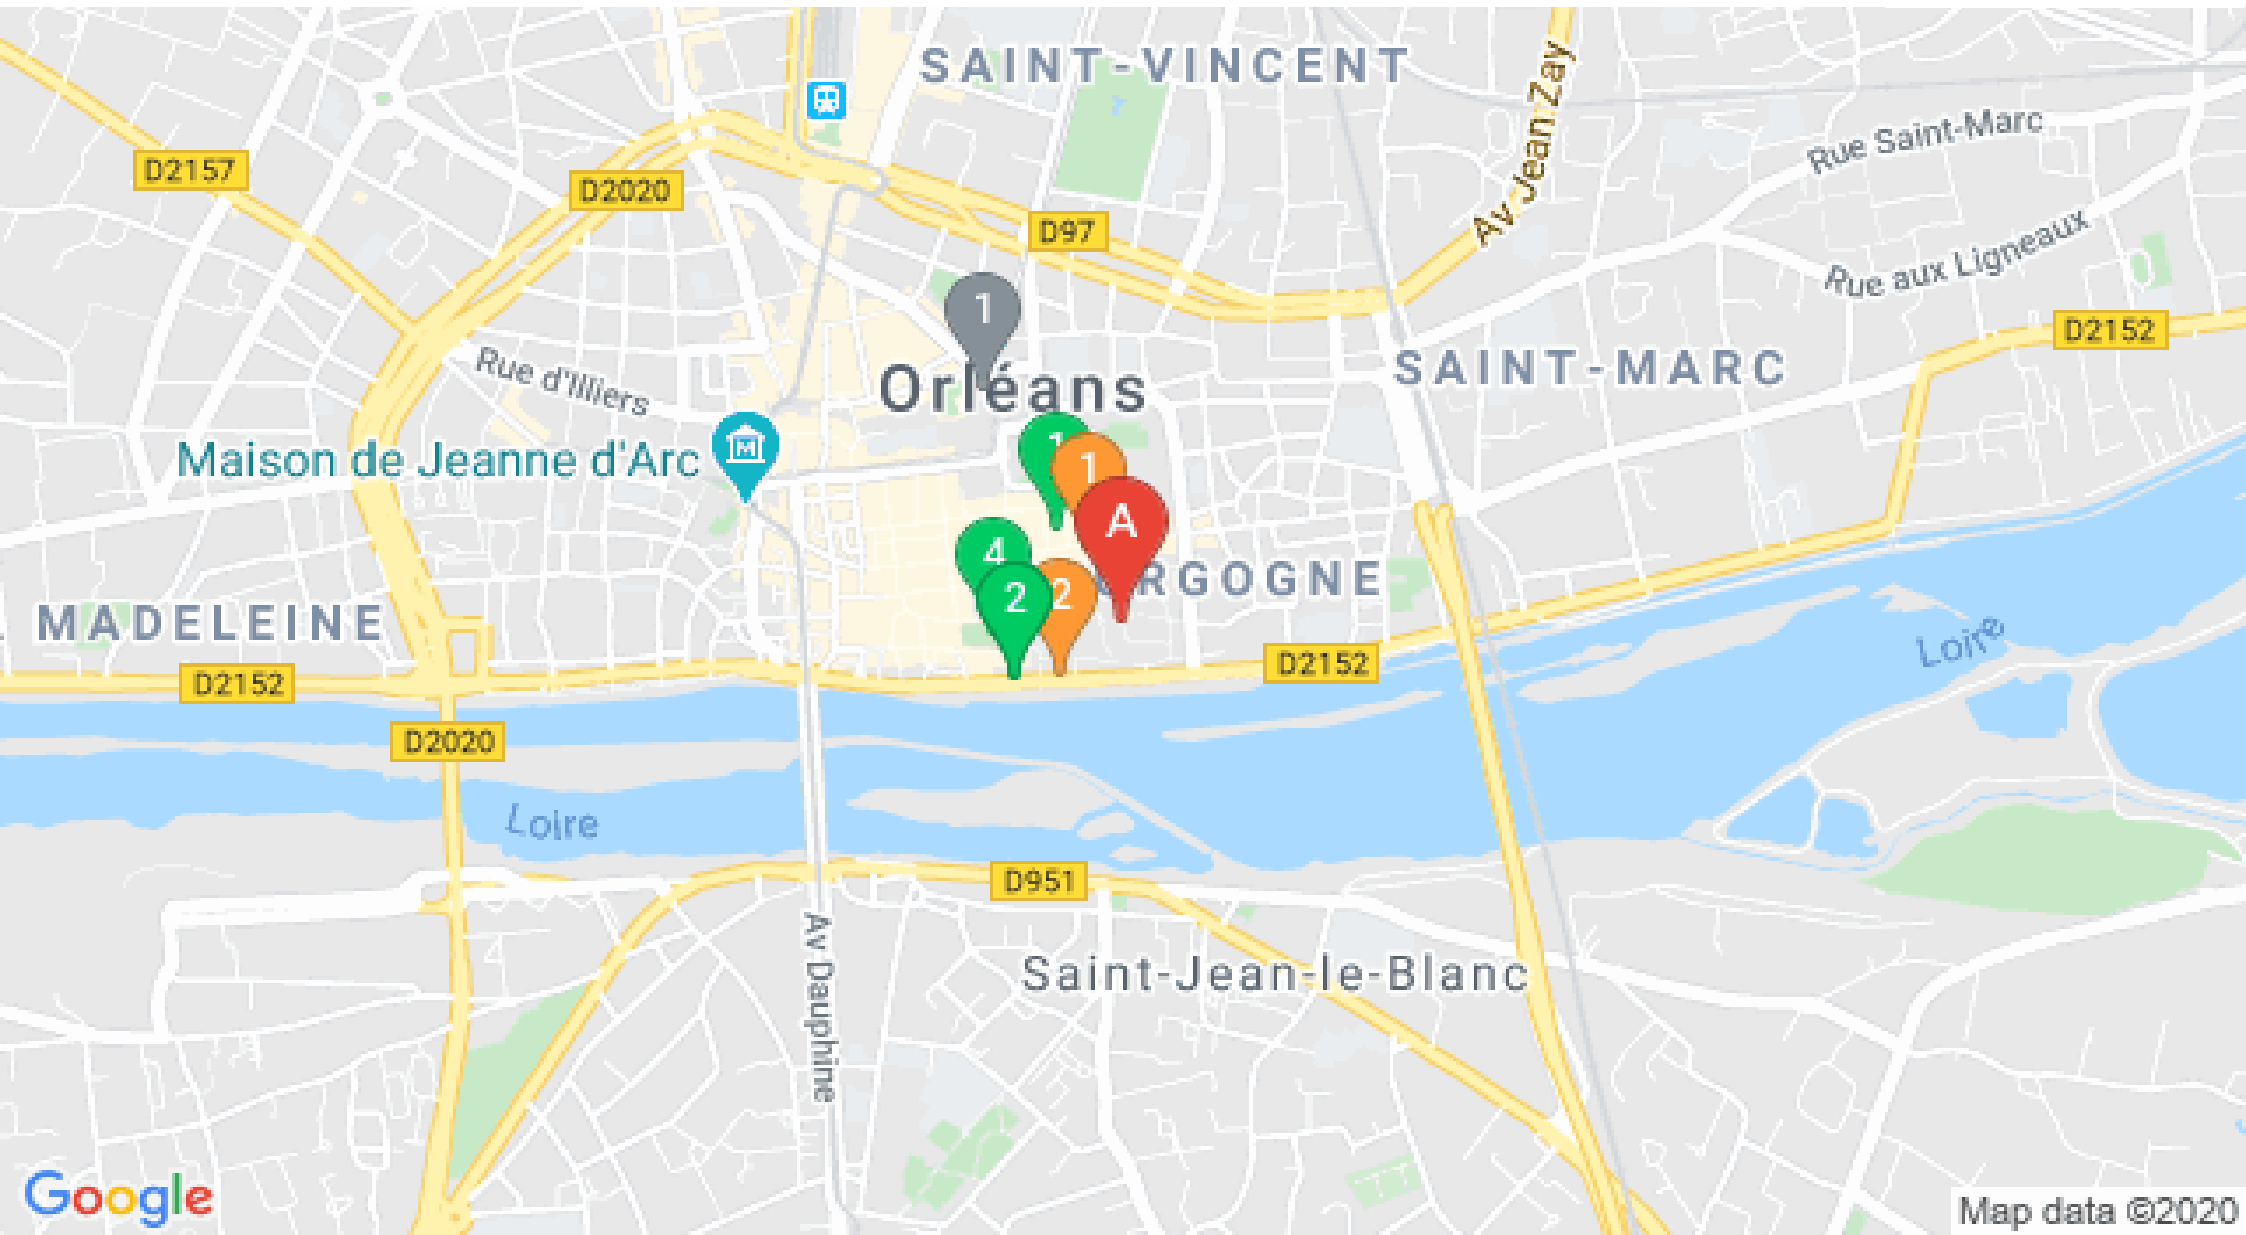 SAINT-VINCENT
Av Jean Zay
Rue Saint-Marc
D2157
D2020
D97
Rue aux Ligneaux
1
D2152
Rue d'Illiers
Orléans
SAINT-MARC
Maison de Jeanne d'Arc
M
1
1
A
4
2
2
RGOGNE
MADELEINE
Loire
D2152
D2152
D2020
Loire
D951
Av Dauphine
Saint-Jean-le-Blanc
Google
Map data ©2020